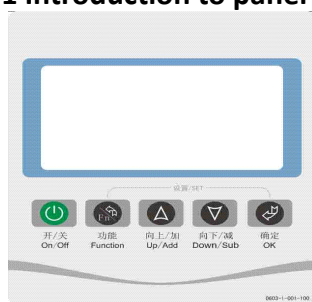 1 Introduction to panel
设置/SET
Fn
开/关 功能 向上/加 向下/减 确定
On/Off Function Up/Add Down/Sub OK
0603-1-001-100